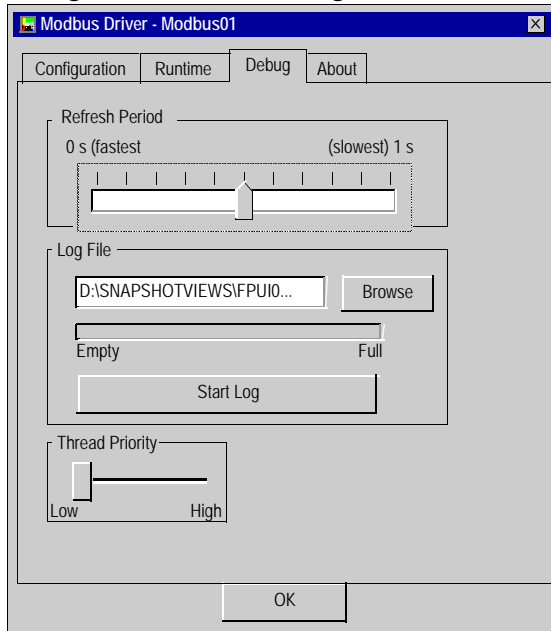 Modbus Driver - Modbus01
Configuration Runtime Debug About
Refresh Period
0 s (fastest (slowest) 1 s
Log File
D:\SNAPSHOTVIEWS\FPUI0... Browse
Empty Full
Start Log
Thread Priority
Low High
OK